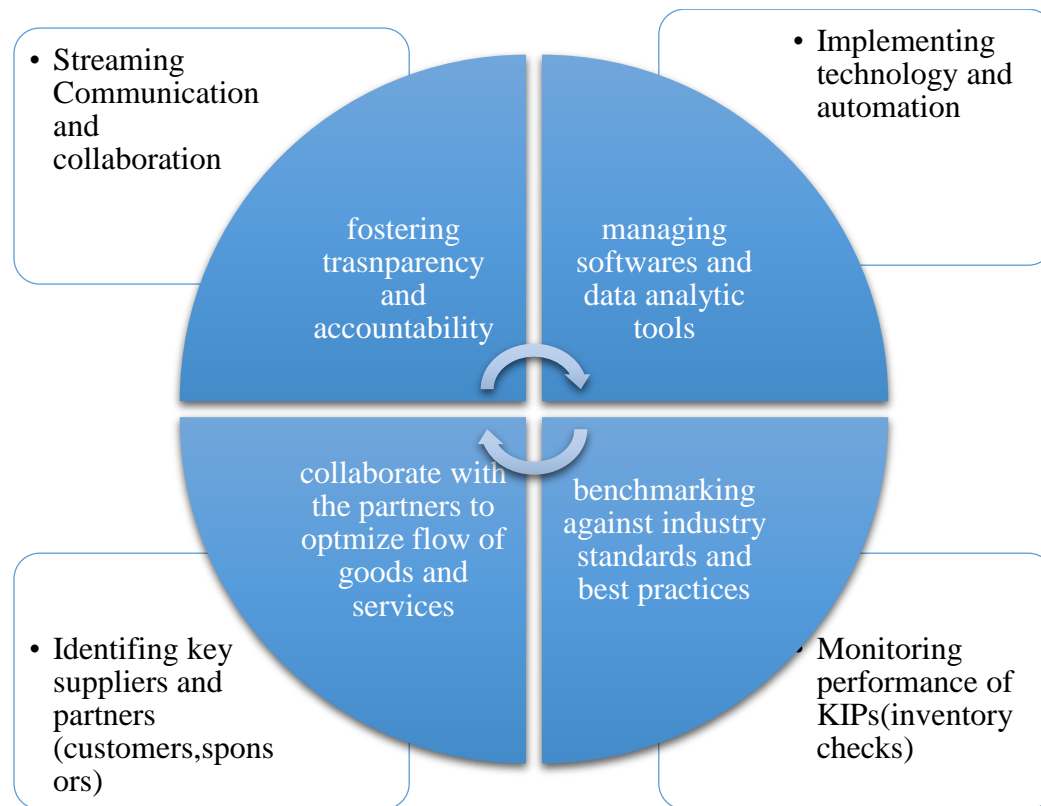 • Streaming
Communication
and
collaboration
• Implementing
technology and
automation
fostering
trasnparency
and
accountability
managing
softwares and
data analytic
tools
collaborate with
the partners to
optmize flow of
goods and
services
benchmarking
against industry
standards and
best practices
• Identifing key
suppliers and
partners
(customers,spons
ors)
• Monitoring
performance of
KIPs(inventory
checks)